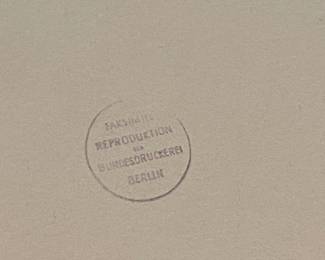 FAKSIMILE
REPRODUKTION
DER
BUNDESDRUCKEREI
BERLIN